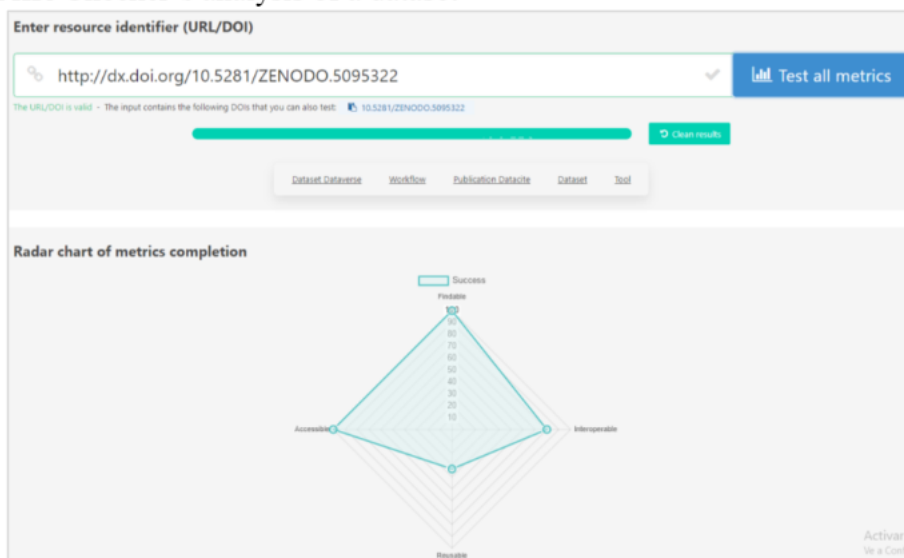 Enter resource identifier (URL/DOI)
http://dx.doi.org/10.5281/ZENODO.5095322
Test all metrics
The URL/DOI is valid - The input contains the following DOIs that you can also test: 10.5281/ZENODO.5095322
Clean results
Dataset Dataverse Workflow Publication Datacite Dataset Tool
Radar chart of metrics completion
Success
Findable
100
90
80
70
60
50
40
30
20
10
Accessible
Interoperable
Reusable
Activar
Ve a Conf